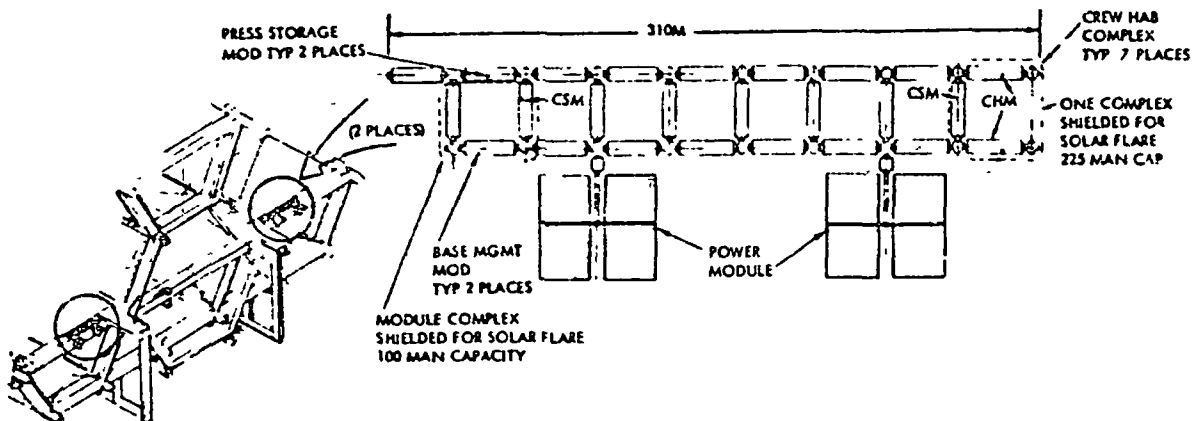 PRESS STORAGE
MOD TYP 2 PLACES
310M
CREW HAB
COMPLEX
TYP 7 PLACES
(2 PLACES)
CSM
CSM
CHM
ONE COMPLEX
SHIELDED FOR
SOLAR FLARE
225 MAN CAP
BASE MGMT
MOD
TYP 2 PLACES
POWER
MODULE
MODULE COMPLEX
SHIELDED FOR SOLAR FLARE
100 MAN CAPACITY